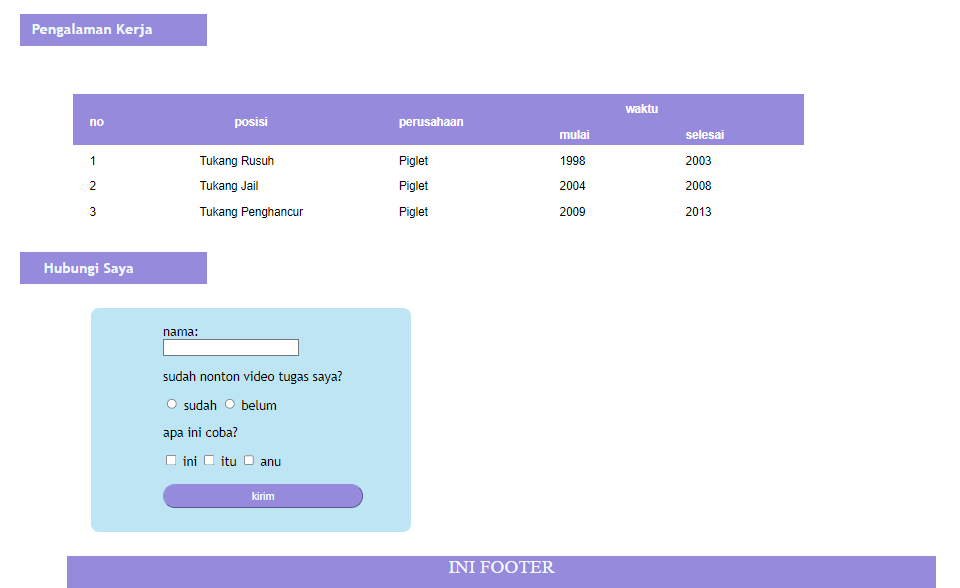 Pengalaman Kerja
waktu
no posisi perusahaan
mulai selesai
1 Tukang Rusuh Piglet 1998 2003
2 Tukang Jail Piglet 2004 2008
3 Tukang Penghancur Piglet 2009 2013
Hubungi Saya
nama:
sudah nonton video tugas saya?
sudah belum
apa ini coba?
ini itu anu
kirim
INI FOOTER